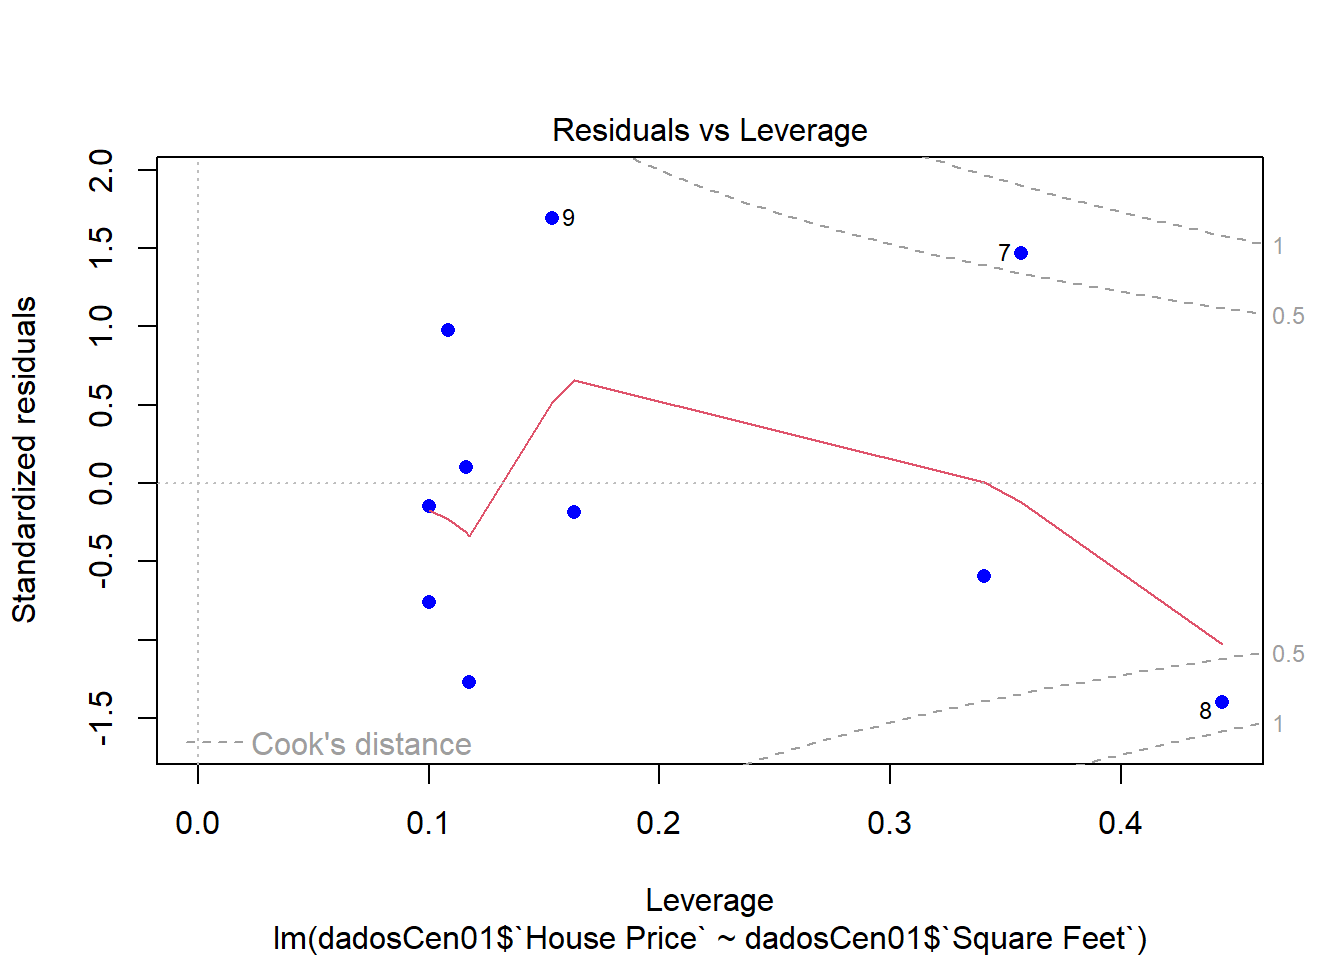 Residuals vs Leverage
Standardized residuals
2.0
1.5
1.0
0.5
0.0
-0.5
-1.5
9
7
8
1
0.5
0.5
1
Cook's distance
0.0 0.1 0.2 0.3 0.4
Leverage
lm(dadosCen01$`House Price` ~ dadosCen01$`Square Feet`)